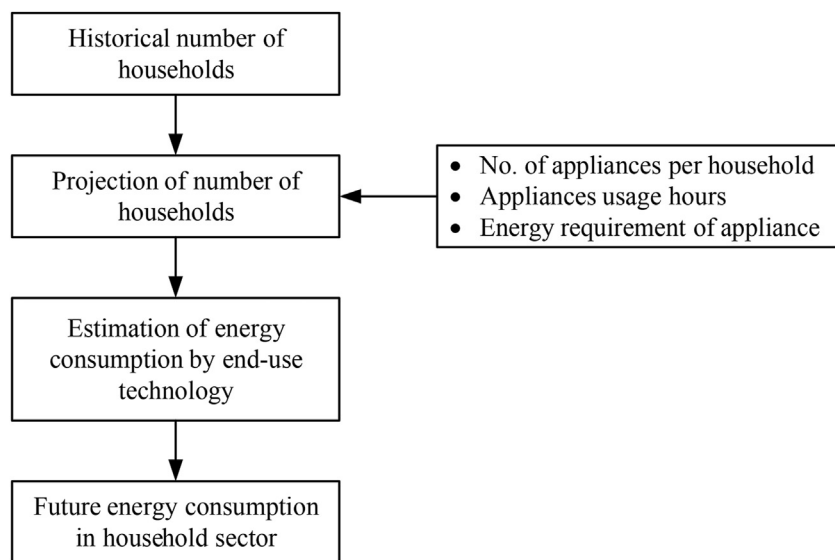 Historical number of
households
Projection of number of
households
• No. of appliances per household
• Appliances usage hours
• Energy requirement of appliance
Estimation of energy
consumption by end-use
technology
Future energy consumption
in household sector